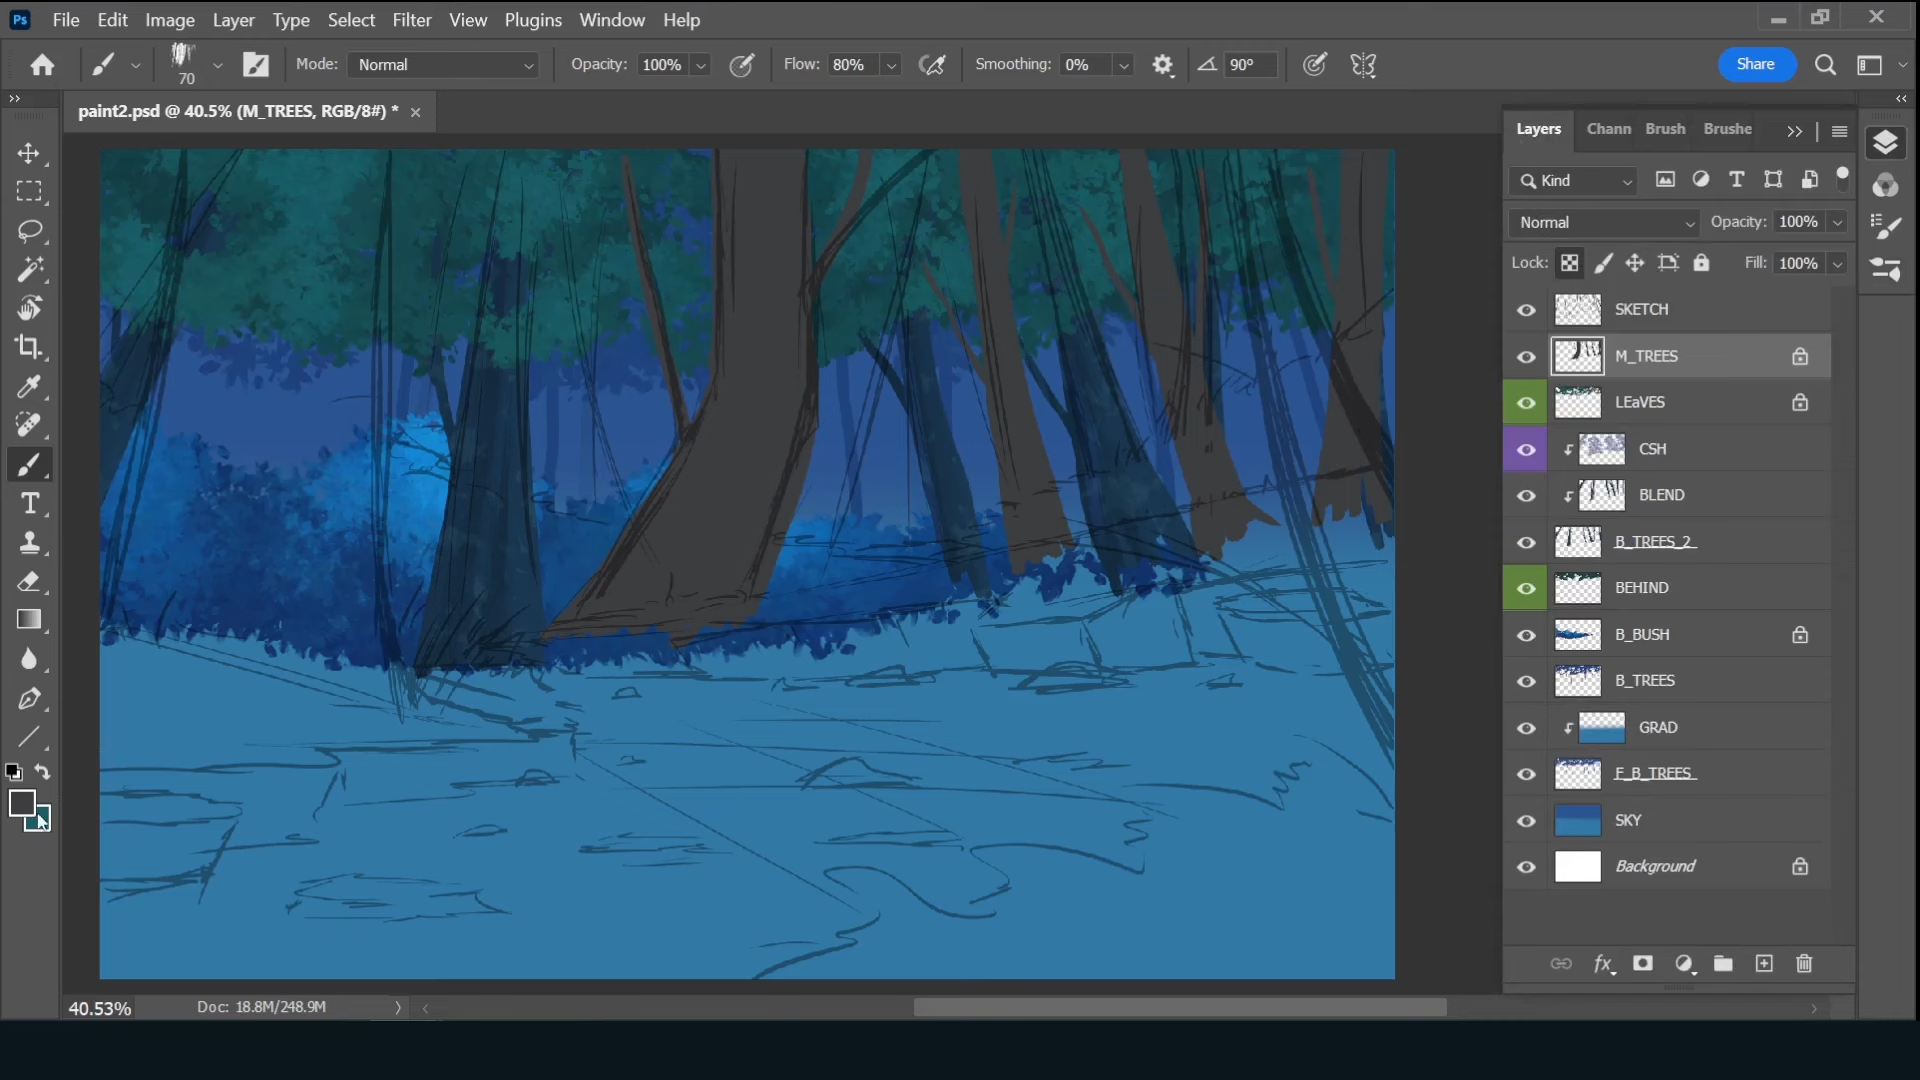 Ps File Edit Image Layer Type Select Filter View Plugins Window Help
70 Mode: Normal Opacity: 100% Flow: 80% Smoothing: 0% 90° Share
paint2.psd @ 40.5% (M_TREES, RGB/8#) *
Layers Chann Brush Brushe
Kind
Normal Opacity: 100%
Lock: Fill: 100%
SKETCH
M_TREES
LEaVES
CSH
BLEND
B_TREES_2
BEHIND
B_BUSH
B_TREES
GRAD
F_B_TREES
SKY
Background
fx
40.53% Doc: 18.8M/248.9M